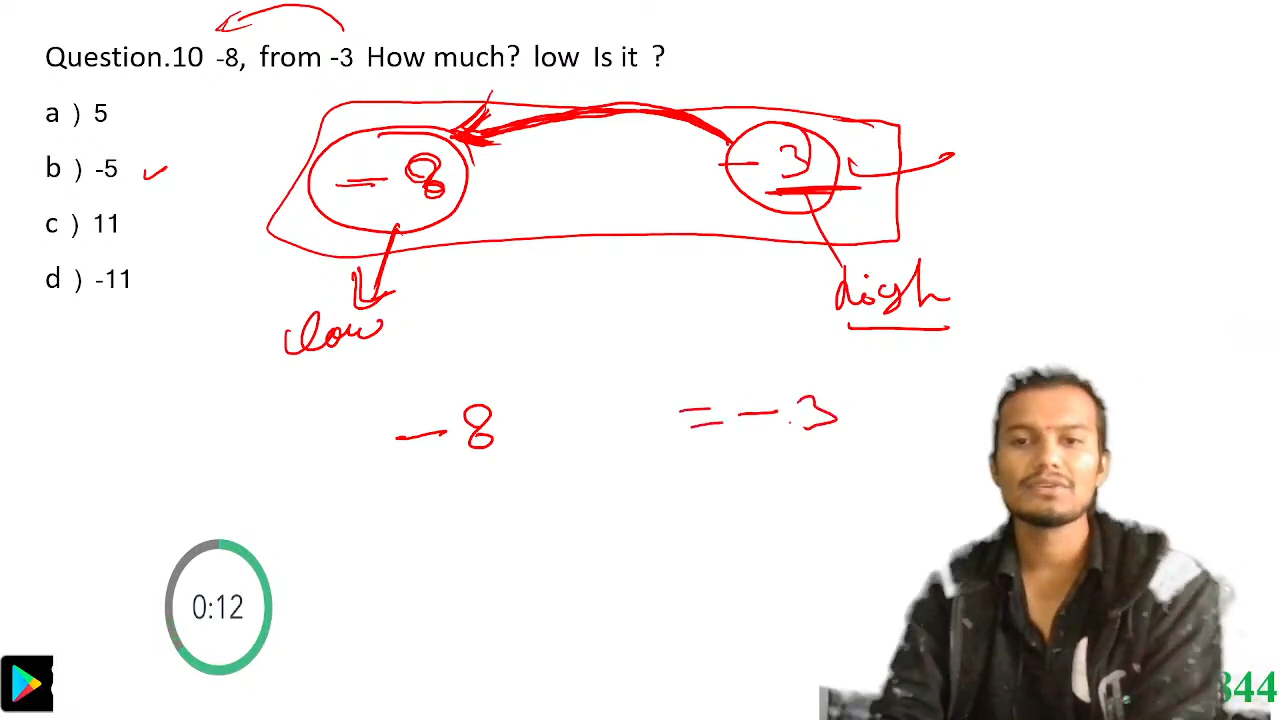 Question.10 -8, from -3 How much? low Is it ?
a ) 5
b ) -5
c ) 11
d ) -11
- 8
- 3
low
high
- 8 = - 3
0:12
344